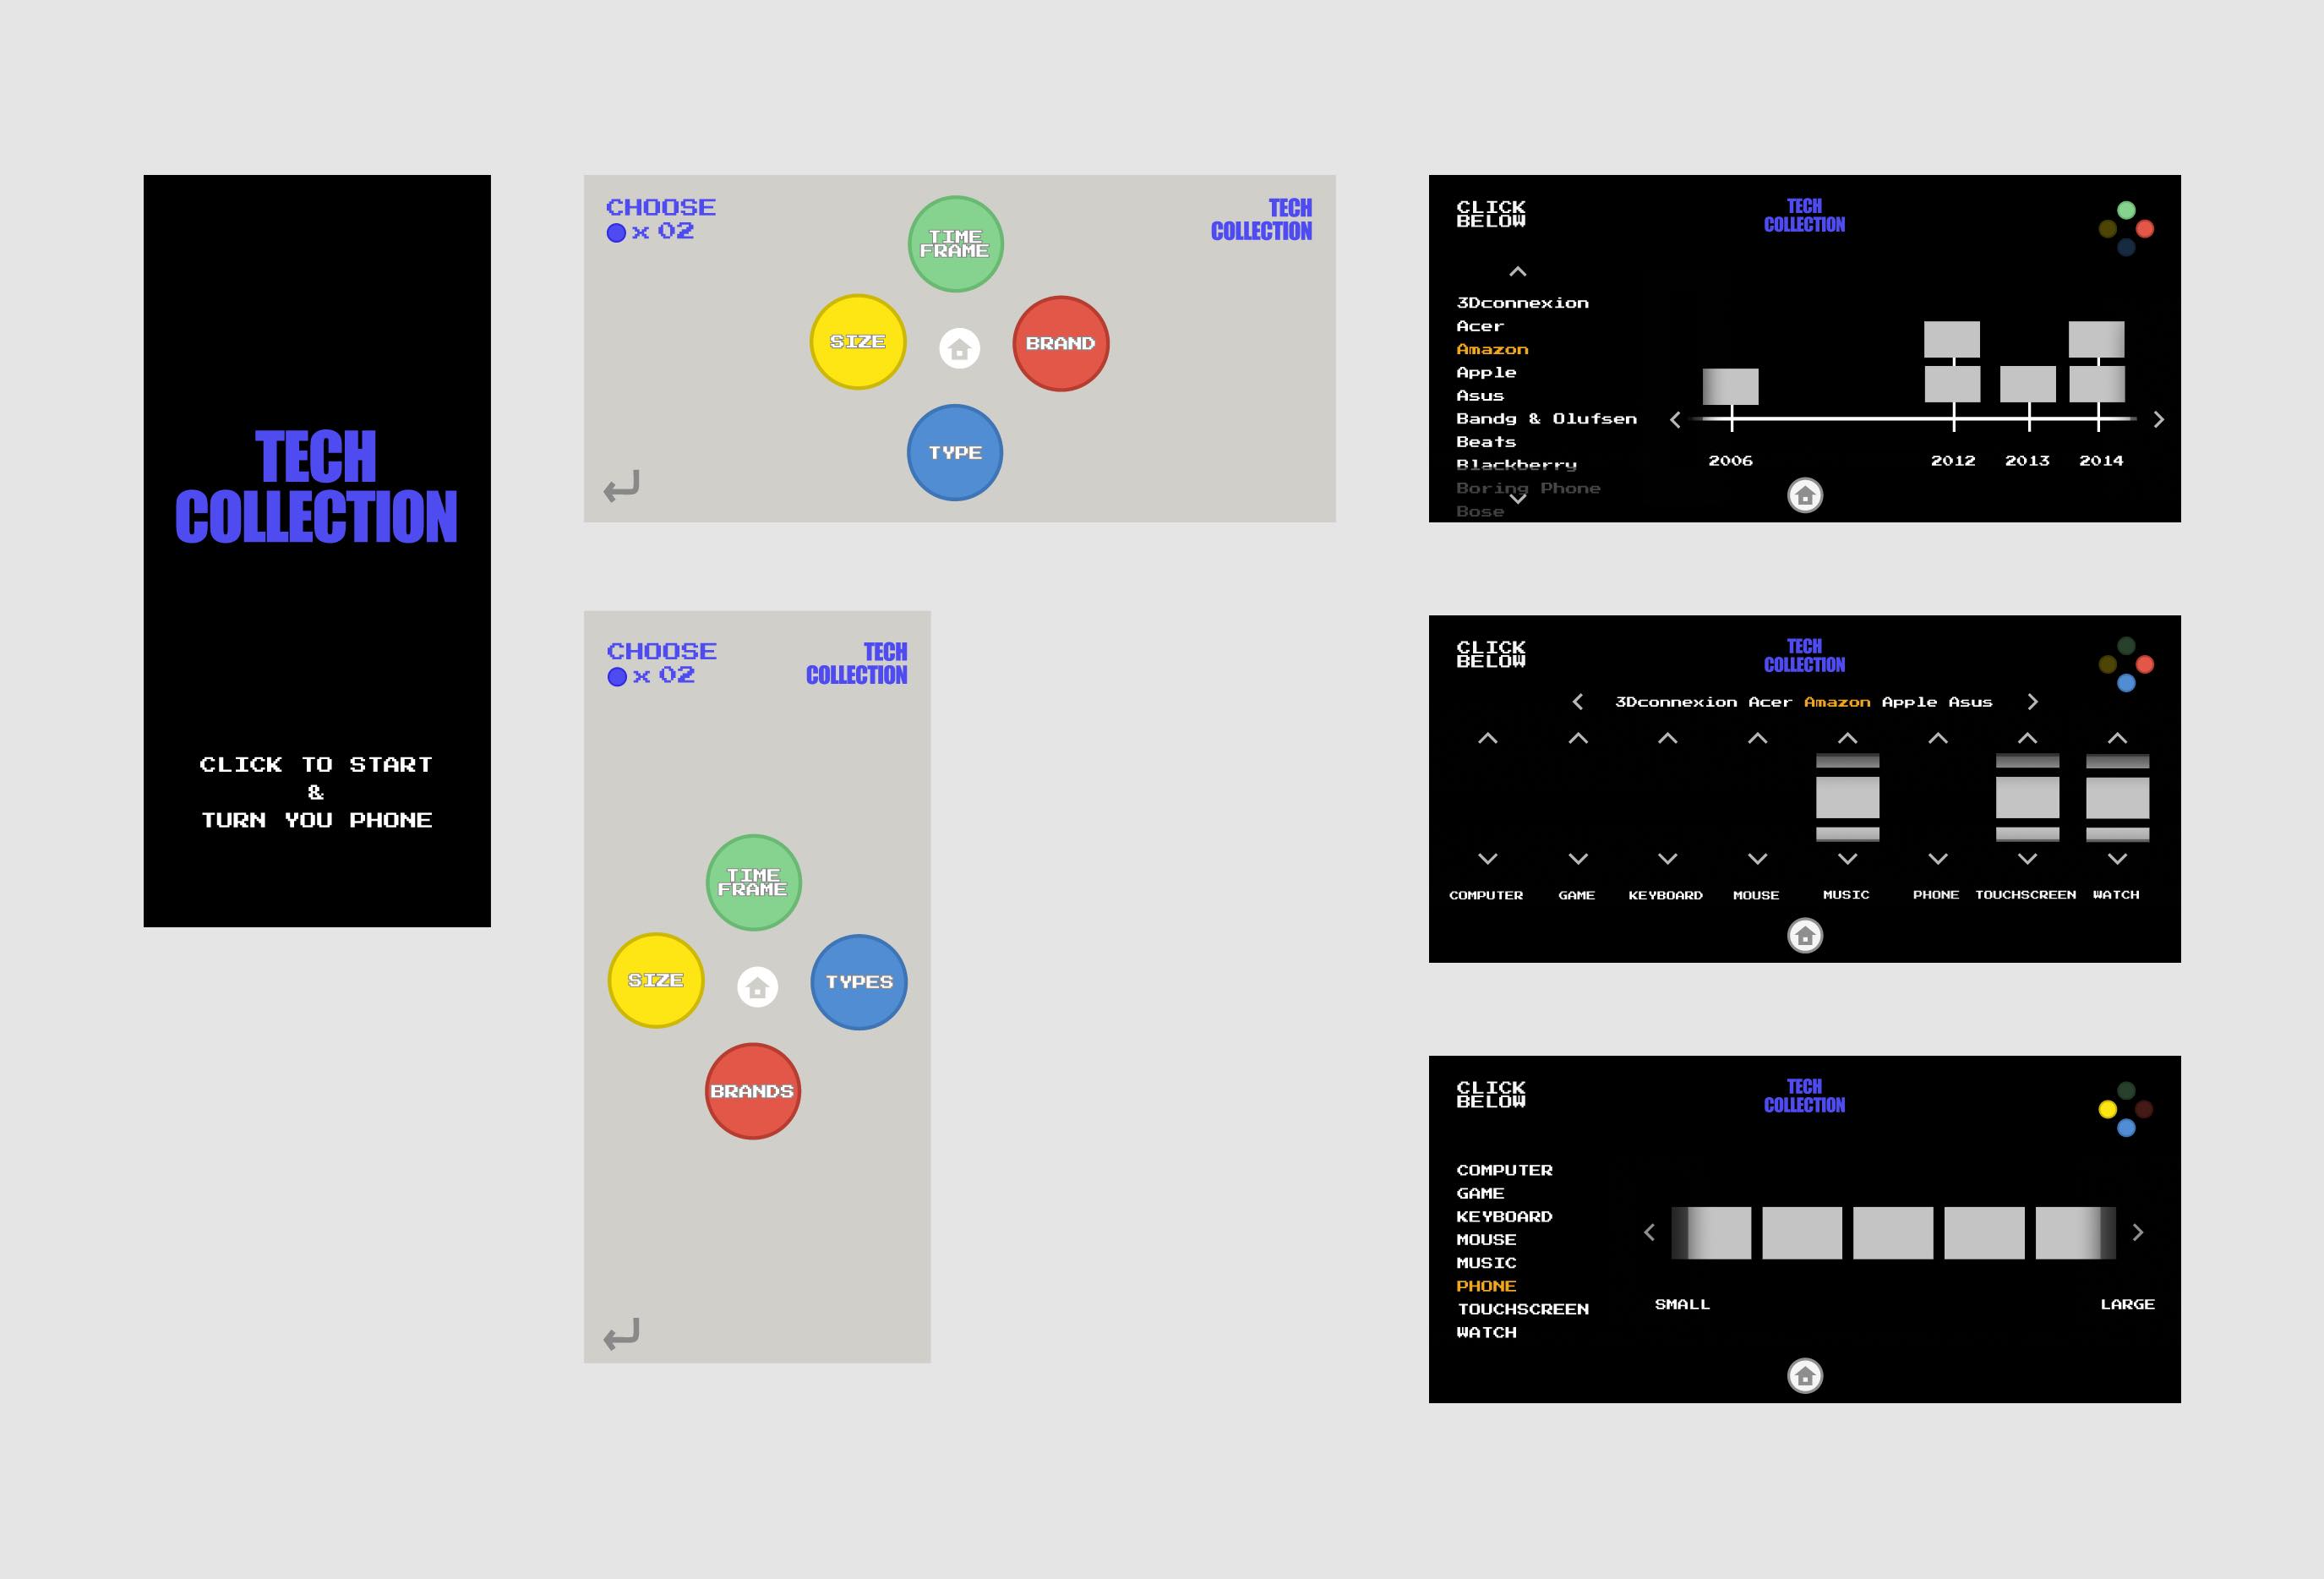 TECH
COLLECTION
CLICK TO START
&
TURN YOU PHONE
CHOOSE
x 02
TECH
COLLECTION
TIME
FRAME
SIZE
BRAND
TYPE
CHOOSE
x 02
TECH
COLLECTION
TIME
FRAME
SIZE
TYPES
BRANDS
CLICK
BELOW
TECH
COLLECTION
3Dconnexion
Acer
Amazon
Apple
Asus
Bandg & Olufsen
Beats
Blackberry
Boring Phone
Bose
2006 2012 2013 2014
CLICK
BELOW
TECH
COLLECTION
3Dconnexion Acer Amazon Apple Asus
COMPUTER GAME KEYBOARD MOUSE MUSIC PHONE TOUCHSCREEN WATCH
CLICK
BELOW
TECH
COLLECTION
COMPUTER
GAME
KEYBOARD
MOUSE
MUSIC
PHONE
TOUCHSCREEN
WATCH
SMALL LARGE